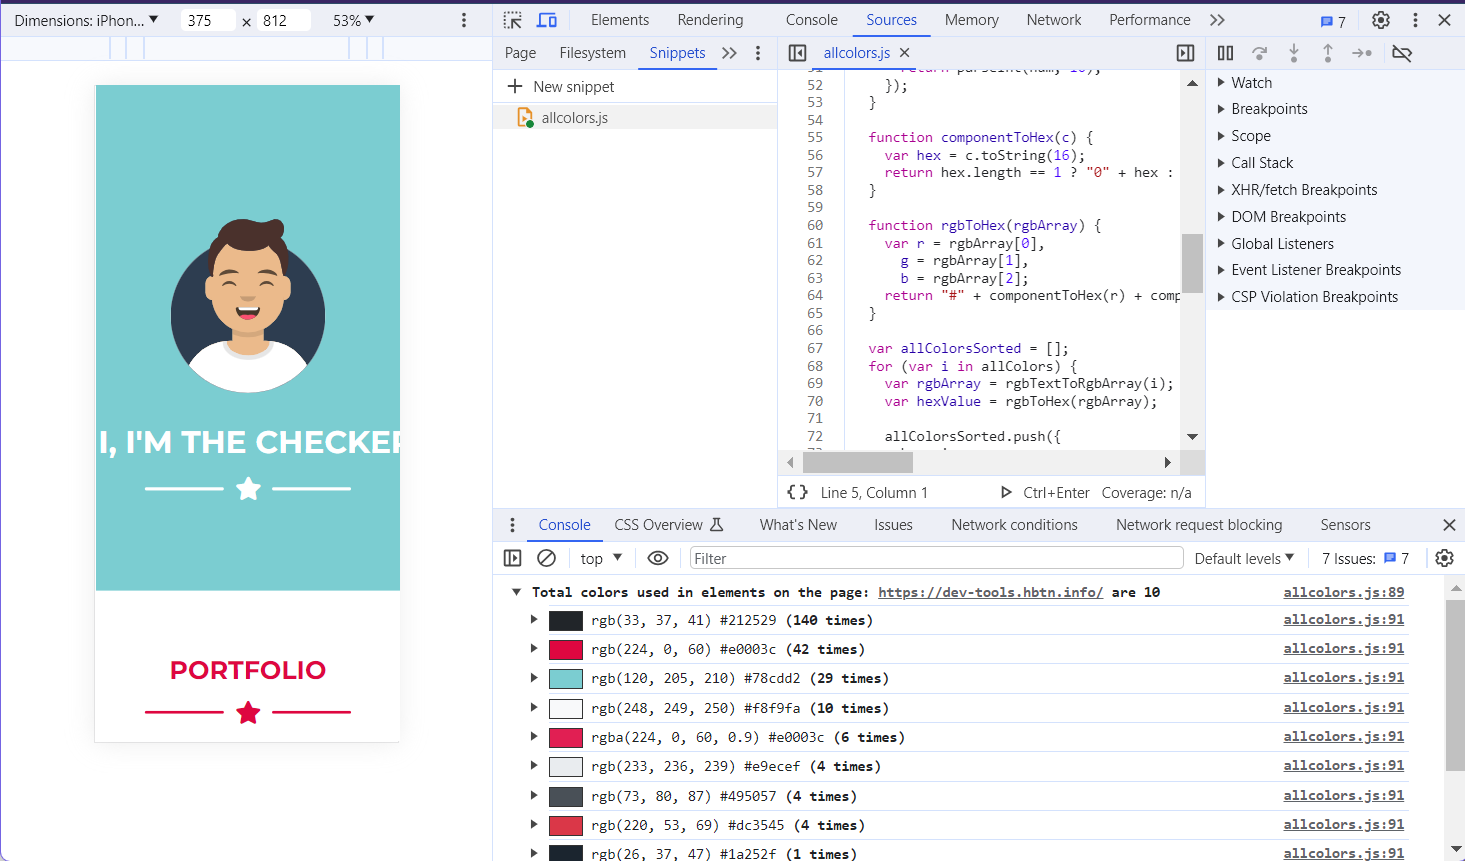 Dimensions: iPhon... ▼ 375 × 812 53% ▼
Elements Rendering Console Sources Memory Network Performance 7
Page Filesystem Snippets
allcolors.js
New snippet
allcolors.js
52 });
53 }
54
55 function componentToHex(c) {
56 var hex = c.toString(16);
57 return hex.length == 1 ? "0" + hex :
58 }
59
60 function rgbToHex(rgbArray) {
61 var r = rgbArray[0],
62 g = rgbArray[1],
63 b = rgbArray[2];
64 return "#" + componentToHex(r) + comp
65 }
66
67 var allColorsSorted = [];
68 for (var i in allColors) {
69 var rgbArray = rgbTextToRgbArray(i);
70 var hexValue = rgbToHex(rgbArray);
71
72 allColorsSorted.push({
{ } Line 5, Column 1 Ctrl+Enter Coverage: n/a
Watch
Breakpoints
Scope
Call Stack
XHR/fetch Breakpoints
DOM Breakpoints
Global Listeners
Event Listener Breakpoints
CSP Violation Breakpoints
I, I'M THE CHECKER
PORTFOLIO
Console CSS Overview What's New Issues Network conditions Network request blocking Sensors
top ▼ Filter Default levels ▼ 7 Issues: 7
Total colors used in elements on the page: https://dev-tools.hbtn.info/ are 10 allcolors.js:89
rgb(33, 37, 41) #212529 (140 times) allcolors.js:91
rgb(224, 0, 60) #e0003c (42 times) allcolors.js:91
rgb(120, 205, 210) #78cdd2 (29 times) allcolors.js:91
rgb(248, 249, 250) #f8f9fa (10 times) allcolors.js:91
rgba(224, 0, 60, 0.9) #e0003c (6 times) allcolors.js:91
rgb(233, 236, 239) #e9ecef (4 times) allcolors.js:91
rgb(73, 80, 87) #495057 (4 times) allcolors.js:91
rgb(220, 53, 69) #dc3545 (4 times) allcolors.js:91
rgb(26, 37, 47) #1a252f (1 times) allcolors.js:91